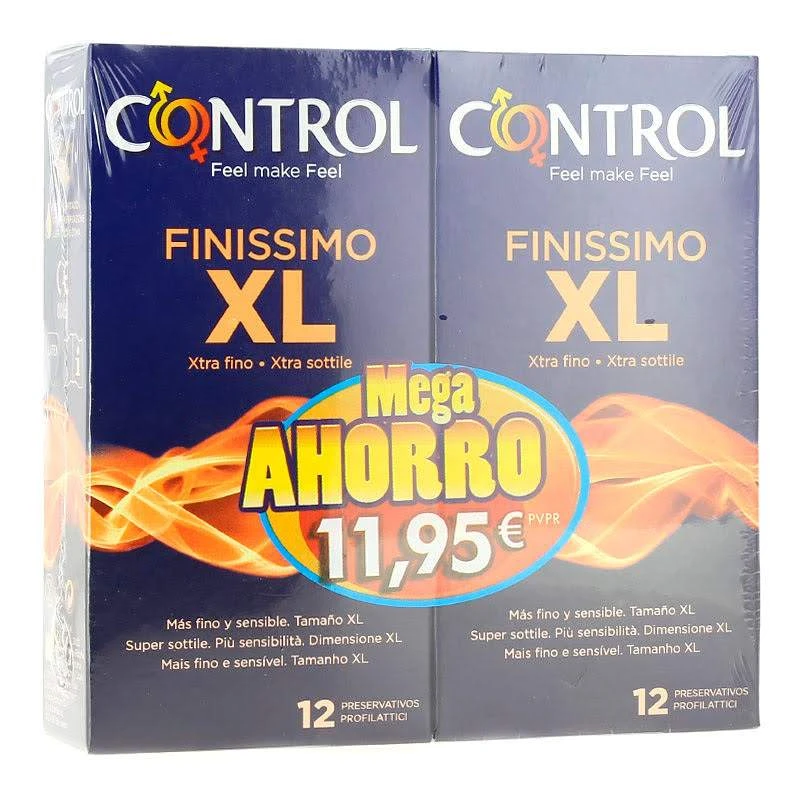 CONTROL
Feel make Feel
FINISSIMO
XL
Xtra fino • Xtra sottile
Más fino y sensible. Tamaño XL
Super sottile. Più sensibilità. Dimensione XL
Mais fino e sensível. Tamanho XL
12 PRESERVATIVOS
PROFILATTICI
CONTROL
Feel make Feel
FINISSIMO
XL
Xtra fino • Xtra sottile
Mega
AHORRO
11,95€ PVPR
Más fino y sensible. Tamaño XL
Super sottile. Più sensibilità. Dimensione XL
Mais fino e sensível. Tamanho XL
12 PRESERVATIVOS
PROFILATTICI